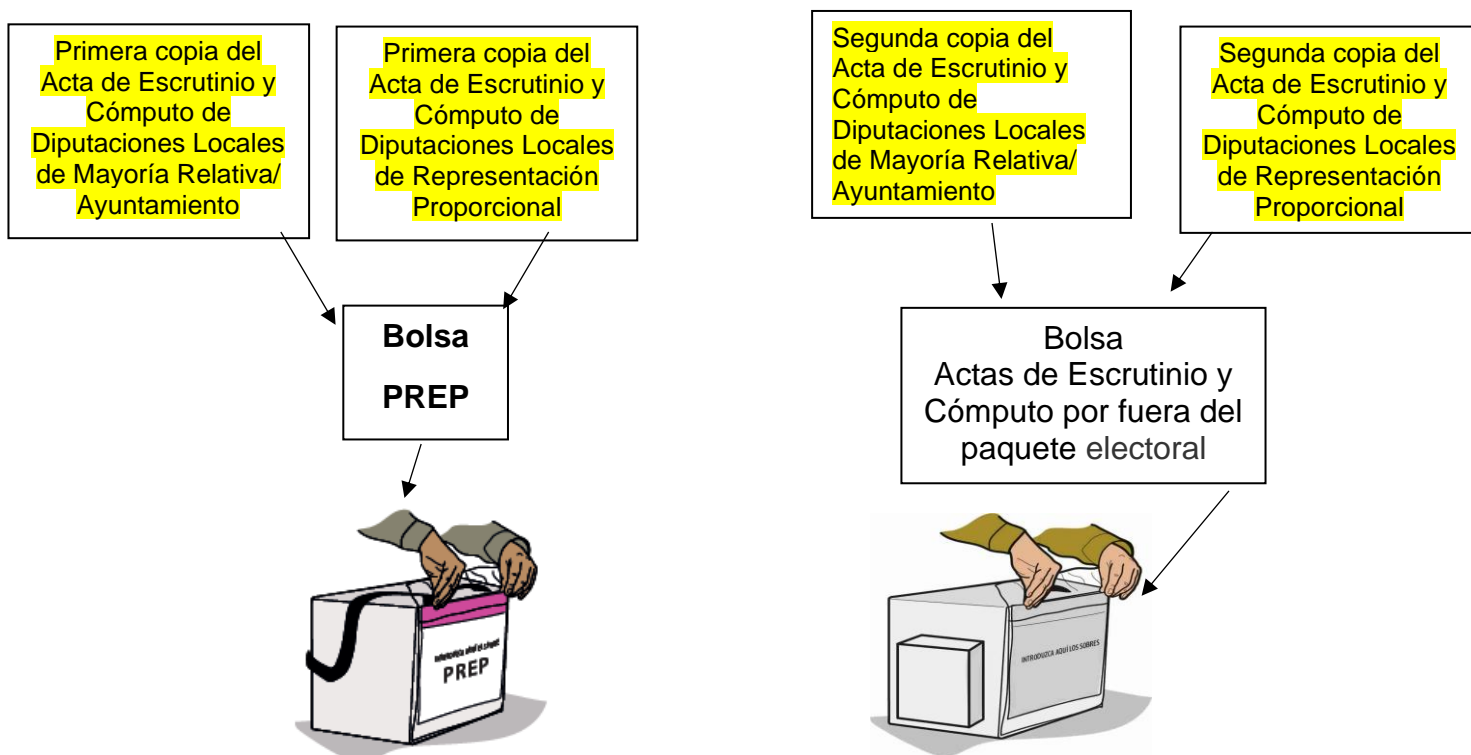 Primera copia del
Acta de Escrutinio y
Cómputo de
Diputaciones Locales
de Mayoría Relativa/
Ayuntamiento
Primera copia del
Acta de Escrutinio y
Cómputo de
Diputaciones Locales
de Representación
Proporcional
Segunda copia del
Acta de Escrutinio y
Cómputo de
Diputaciones Locales
de Mayoría Relativa/
Ayuntamiento
Segunda copia del
Acta de Escrutinio y
Cómputo de
Diputaciones Locales
de Representación
Proporcional
Bolsa
PREP
Bolsa
Actas de Escrutinio y
Cómputo por fuera del
paquete electoral
PREP
INTRODUZCA AQUÍ LOS SOBRES